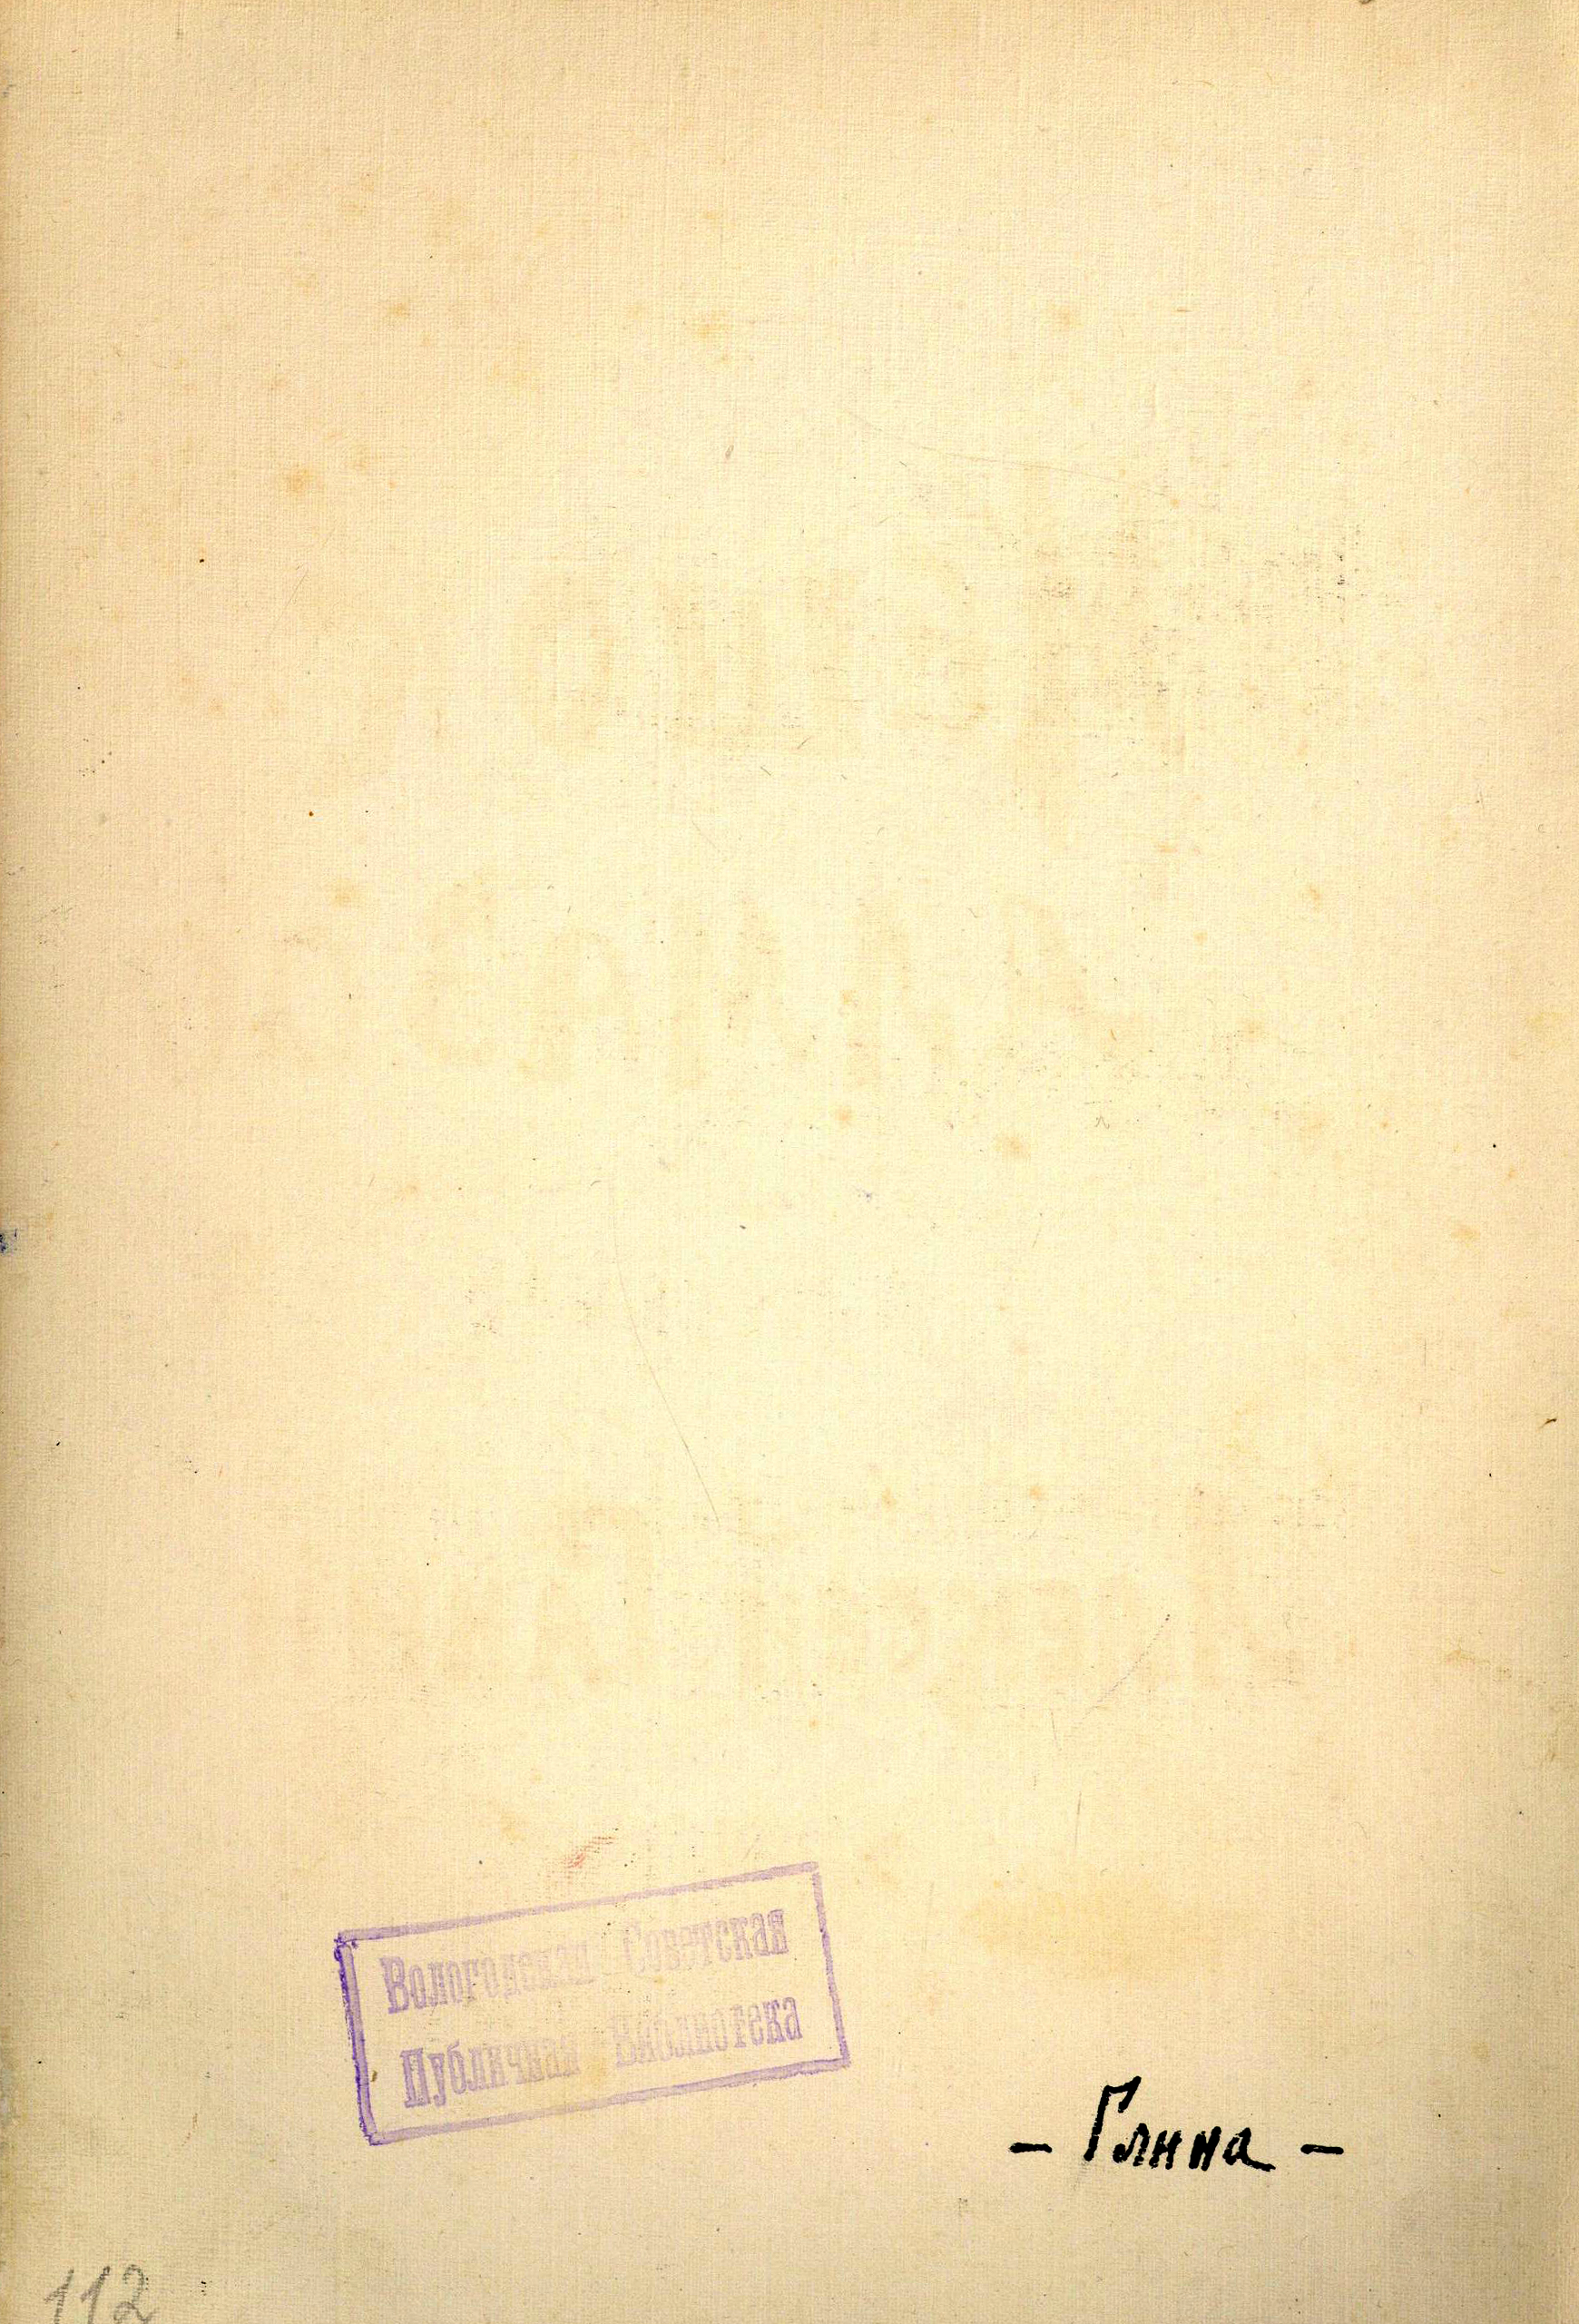 Вологодская Советская
Публичная Библиотека
– Глина –
112